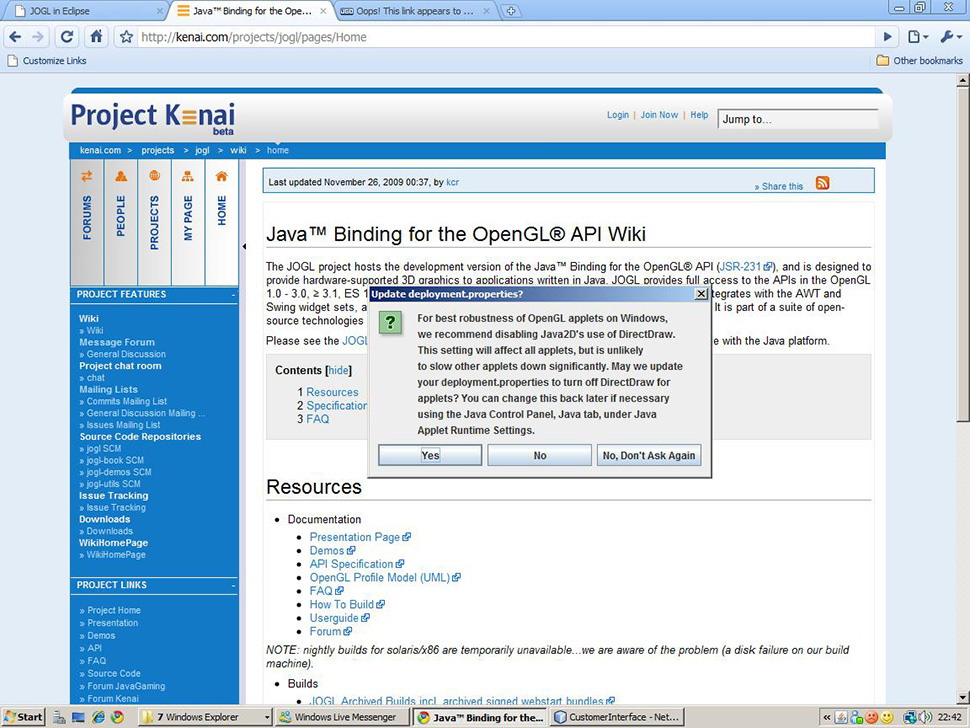 JOGL in Eclipse
Java™ Binding for the Ope...
Oops! This link appears to ...
http://kenai.com/projects/jogl/pages/Home
Customize Links
Other bookmarks
Project Kenai
beta
Login | Join Now | Help
Jump to...
kenai.com > projects > jogl > wiki > home
FORUMS
PEOPLE
PROJECTS
MY PAGE
HOME
Last updated November 26, 2009 00:37, by kcr
» Share this
Java™ Binding for the OpenGL® API Wiki
The JOGL project hosts the development version of the Java™ Binding for the OpenGL® API (JSR-231), and is designed to
provide hardware-supported 3D graphics to applications written in Java. JOGL provides full access to the APIs in the OpenGL
1.0 - 3.0, ≥ 3.1, ES 1 tegrates with the AWT and
Swing widget sets, a It is part of a suite of open-
source technologies
Please see the JOGL e with the Java platform.
Contents [hide]
1 Resources
2 Specification
3 FAQ
Update deployment.properties?
For best robustness of OpenGL applets on Windows,
we recommend disabling Java2D's use of DirectDraw.
This setting will affect all applets, but is unlikely
to slow other applets down significantly. May we update
your deployment.properties to turn off DirectDraw for
applets? You can change this back later if necessary
using the Java Control Panel, Java tab, under Java
Applet Runtime Settings.
Yes
No
No, Don't Ask Again
PROJECT FEATURES -
Wiki
» Wiki
Message Forum
» General Discussion
Project chat room
» chat
Mailing Lists
» Commits Mailing List
» General Discussion Mailing ...
» Issues Mailing List
Source Code Repositories
» jogl SCM
» jogl-book SCM
» jogl-demos SCM
» jogl-utils SCM
Issue Tracking
» Issue Tracking
Downloads
» Downloads
WikiHomePage
» WikiHomePage
PROJECT LINKS -
» Project Home
» Presentation
» Demos
» API
» FAQ
» Source Code
» Forum JavaGaming
» Forum Kenai
Resources
• Documentation
• Presentation Page
• Demos
• API Specification
• OpenGL Profile Model (UML)
• FAQ
• How To Build
• Userguide
• Forum
NOTE: nightly builds for solaris/x86 are temporarily unavailable...we are aware of the problem (a disk failure on our build
machine).
• Builds
JOGL Archived Builds incl. archived signed webstart bundles
Start
7 Windows Explorer
Windows Live Messenger
Java™ Binding for the...
CustomerInterface - Net...
22:42